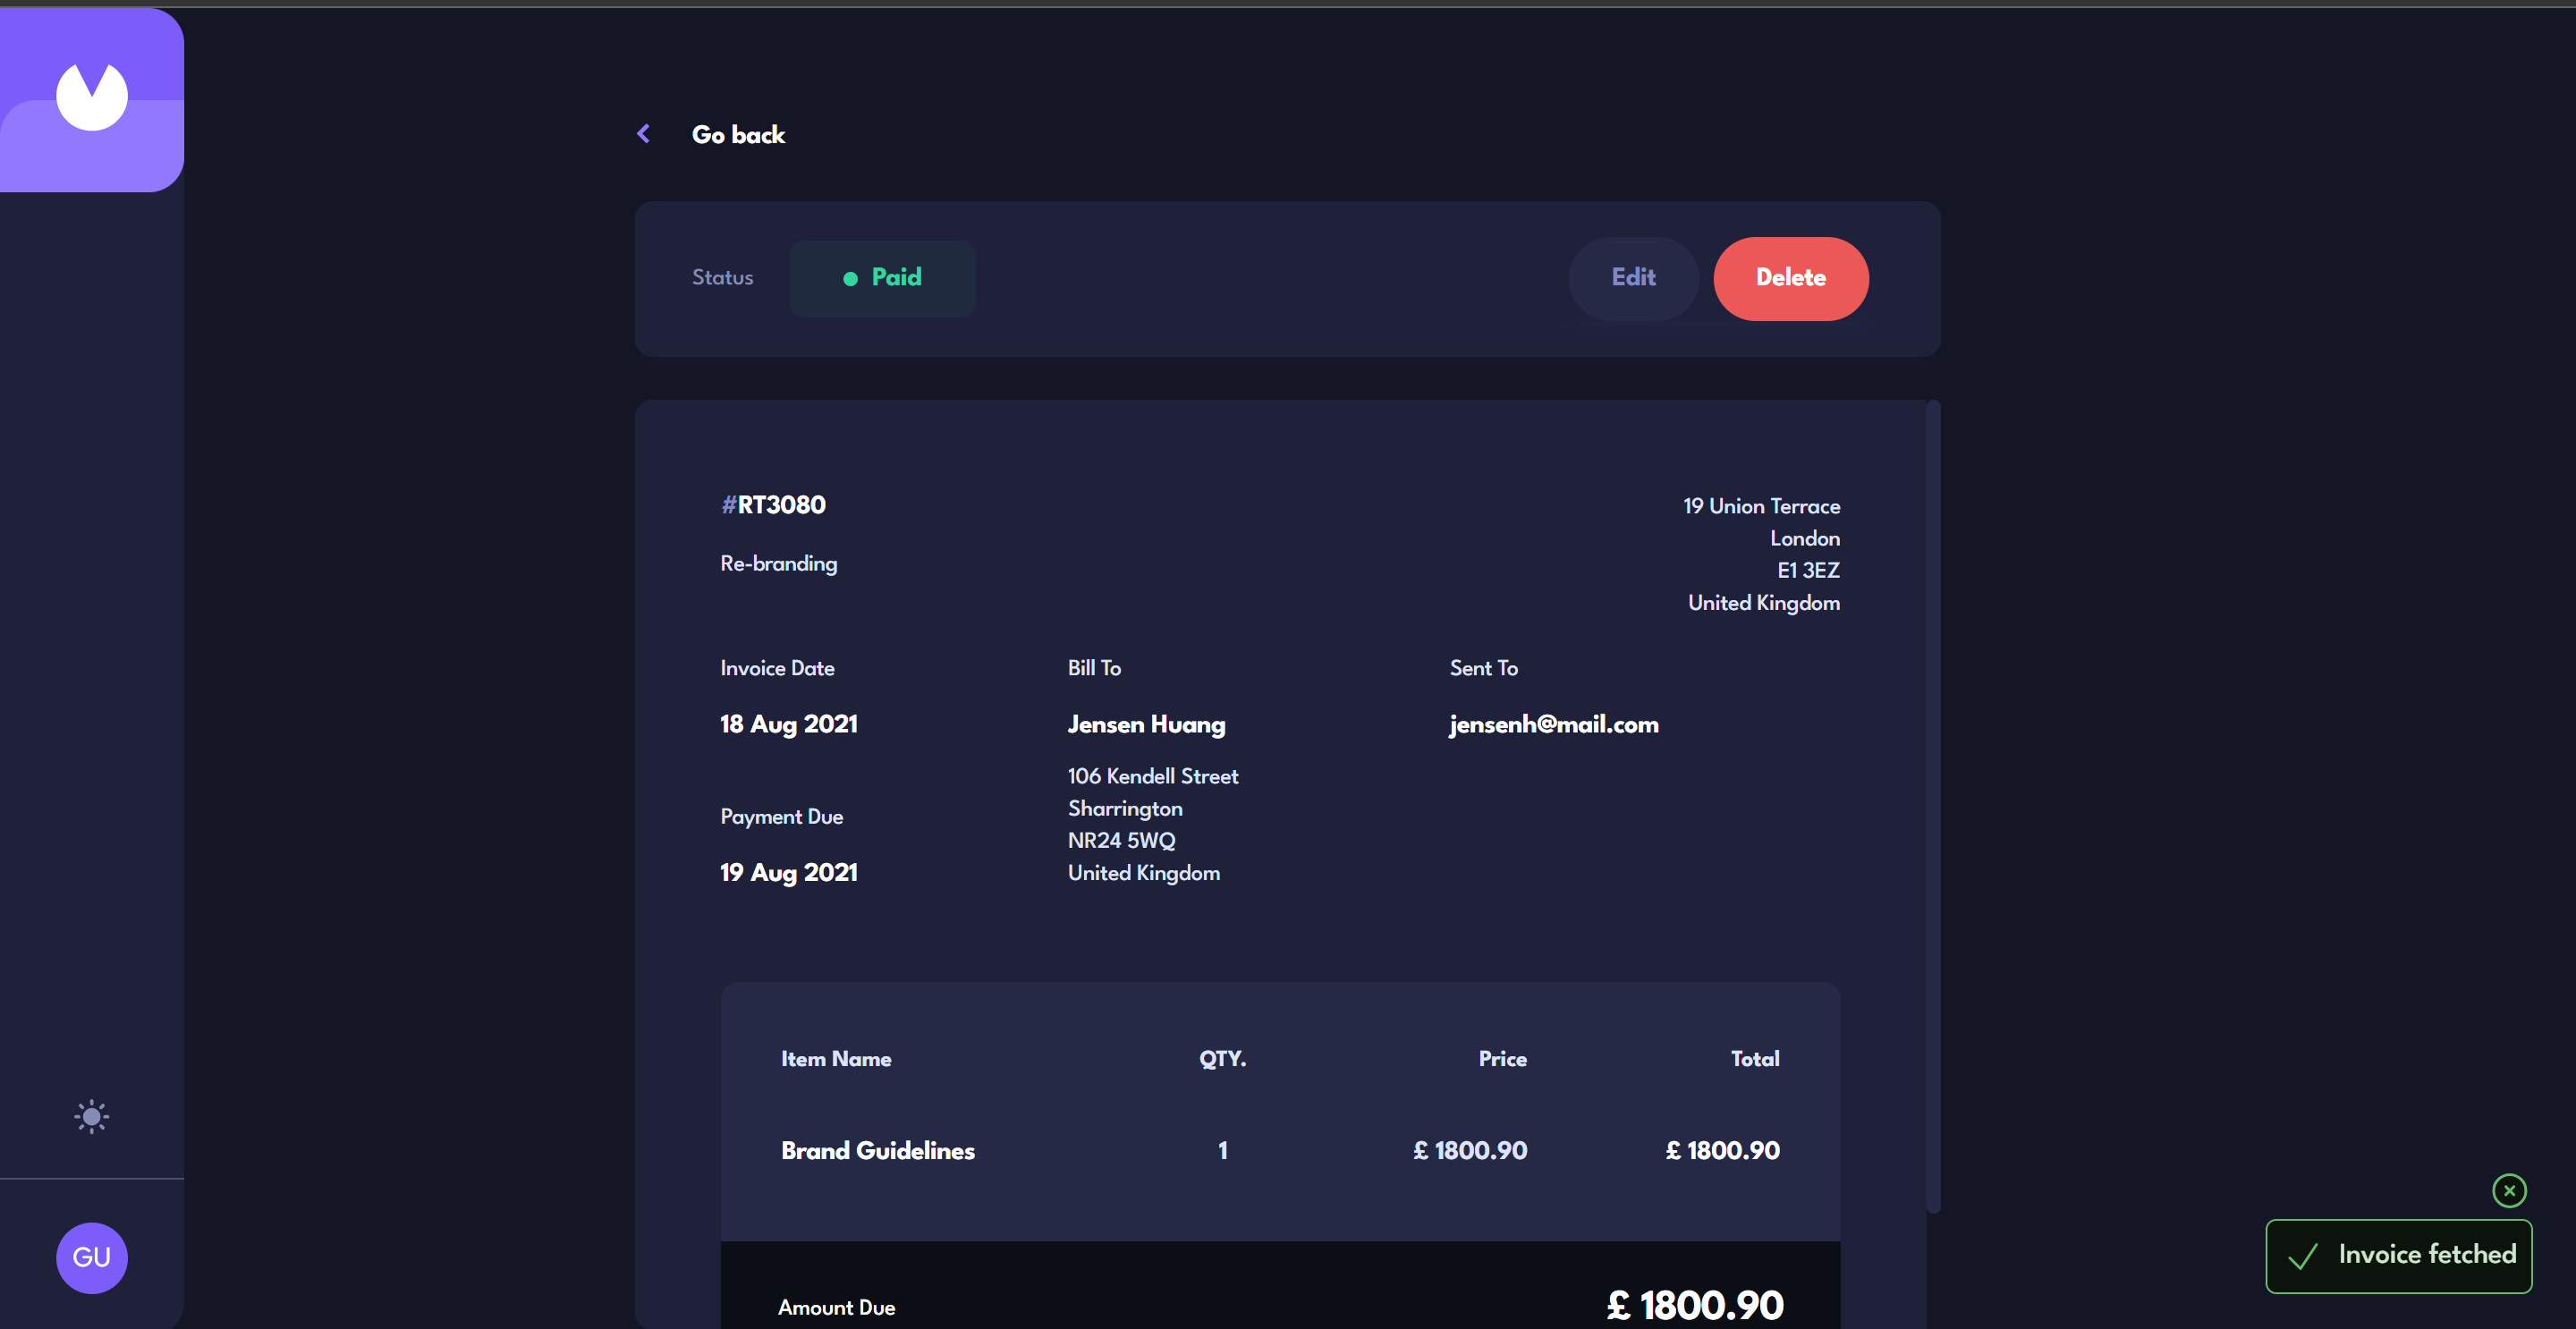 Go back
Status
Paid
Edit
Delete
#RT3080
Re-branding
19 Union Terrace
London
E1 3EZ
United Kingdom
Invoice Date
18 Aug 2021
Payment Due
19 Aug 2021
Bill To
Jensen Huang
106 Kendell Street
Sharrington
NR24 5WQ
United Kingdom
Sent To
jensenh@mail.com
Item Name QTY. Price Total
Brand Guidelines 1 £ 1800.90 £ 1800.90
Amount Due £ 1800.90
GU
Invoice fetched